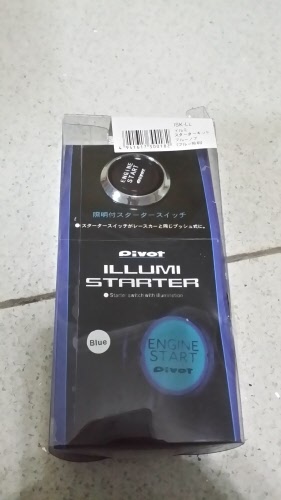 ENGINE
START
照明付スタータースイッチ
●スタータースイッチがレースカーと同じプッシュ式に。
Pivot
ILLUMI
STARTER
Starter switch with illumination
Blue
ENGINE
START
Pivot